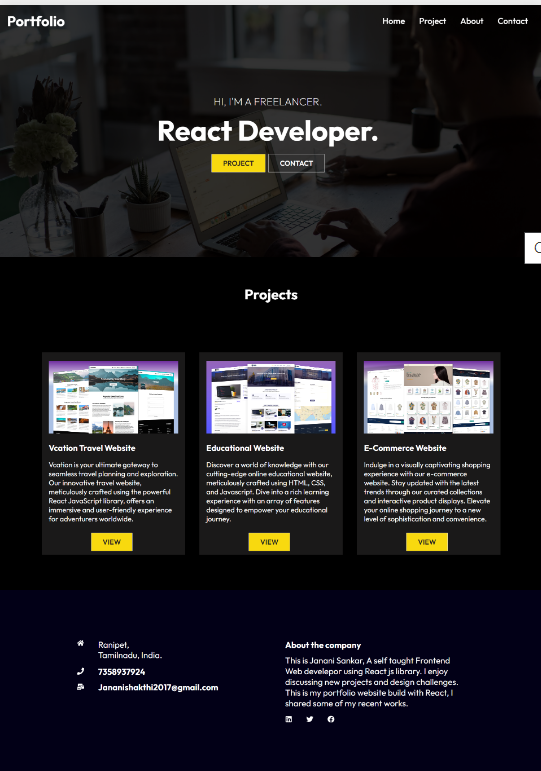 Portfolio
Home Project About Contact
HI, I'M A FREELANCER.
React Developer.
PROJECT CONTACT
Projects
Vcation Travel Website
Vcation is your ultimate gateway to
seamless travel planning and exploration.
Our innovative travel website,
meticulously crafted using the powerful
React JavaScript library, offers an
immersive and user-friendly experience
for adventurers worldwide.
VIEW
Educational Website
Discover a world of knowledge with our
cutting-edge online educational website,
meticulously crafted using HTML, CSS,
and Javascript. Dive into a rich learning
experience with an array of features
designed to empower your educational
journey.
VIEW
E-Commerce Website
Indulge in a visually captivating shopping
experience with our e-commerce
website. Stay updated with the latest
trends through our curated collections
and interactive product displays. Elevate
your online shopping journey to a new
level of sophistication and convenience.
VIEW
Ranipet,
Tamilnadu, India.
7358937924
Jananishakthi2017@gmail.com
About the company
This is Janani Sankar, A self taught Frontend
Web developer using React js library. I enjoy
discussing new projects and design challenges.
This is my portfolio website build with React, I
shared some of my recent works.